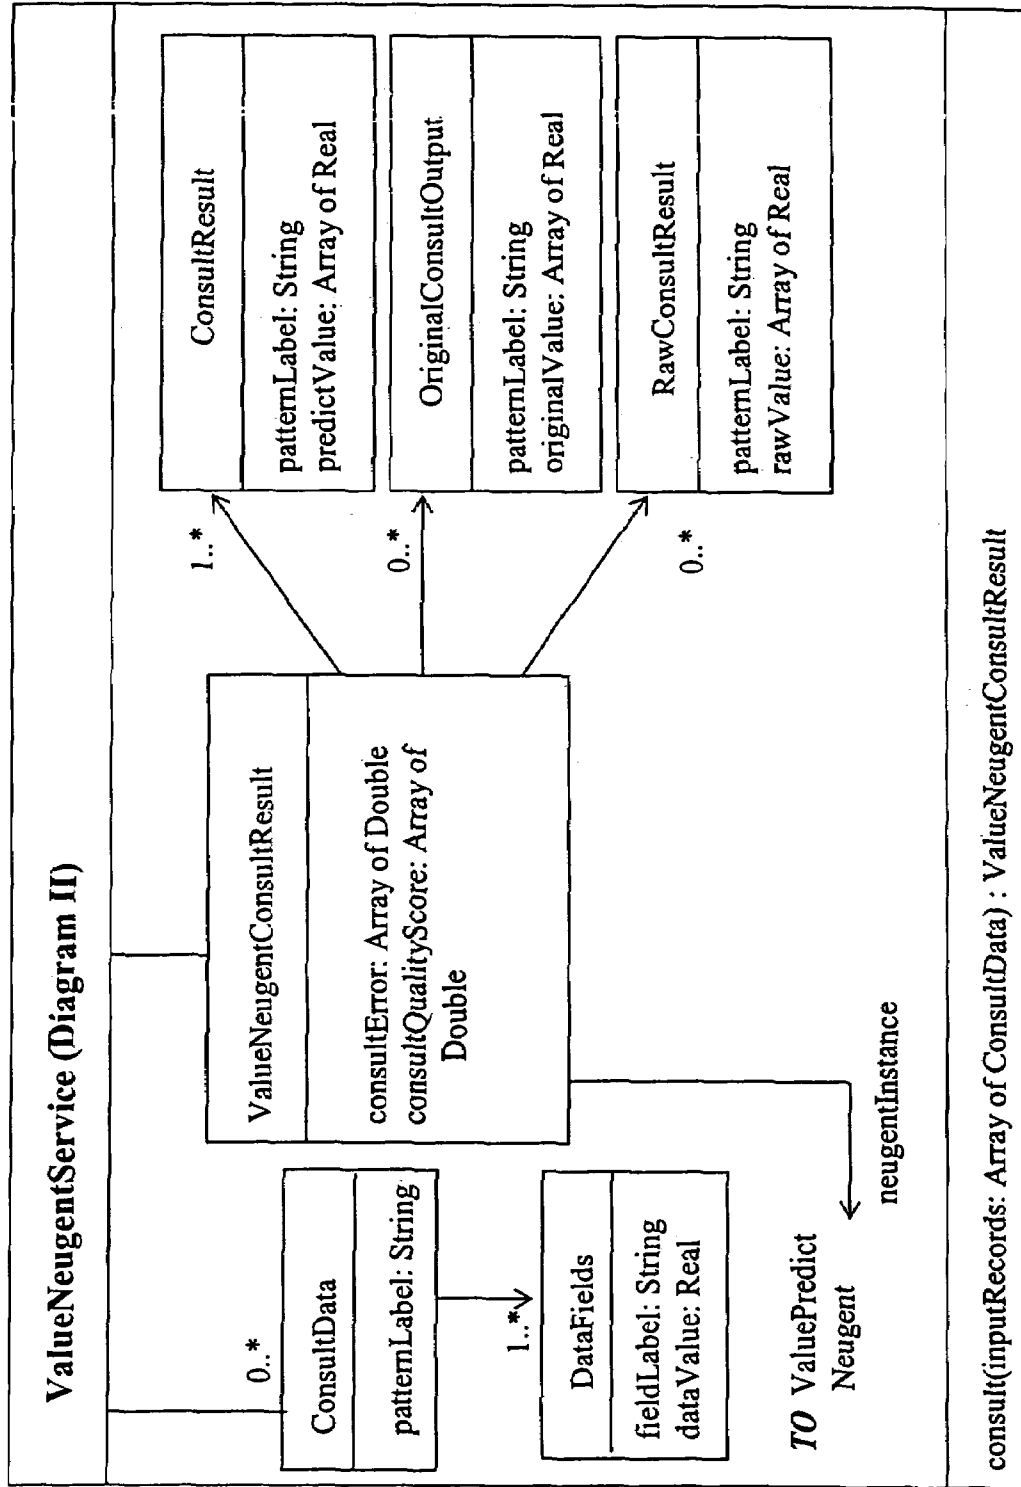 ValueNeugentService (Diagram II)
0..*
ConsultData
patternLabel: String
1..*
DataFields
fieldLabel: String
dataValue: Real
TO ValuePredict
Neugent
neugentInstance
ValueNeugentConsultResult
consultError: Array of Double
consultQualityScore: Array of
Double
1..*
ConsultResult
patternLabel: String
predictValue: Array of Real
0..*
OriginalConsultOutput
patternLabel: String
originalValue: Array of Real
0..*
RawConsultResult
patternLabel: String
rawValue: Array of Real
consult(inputRecords: Array of ConsultData) : ValueNeugentConsultResult